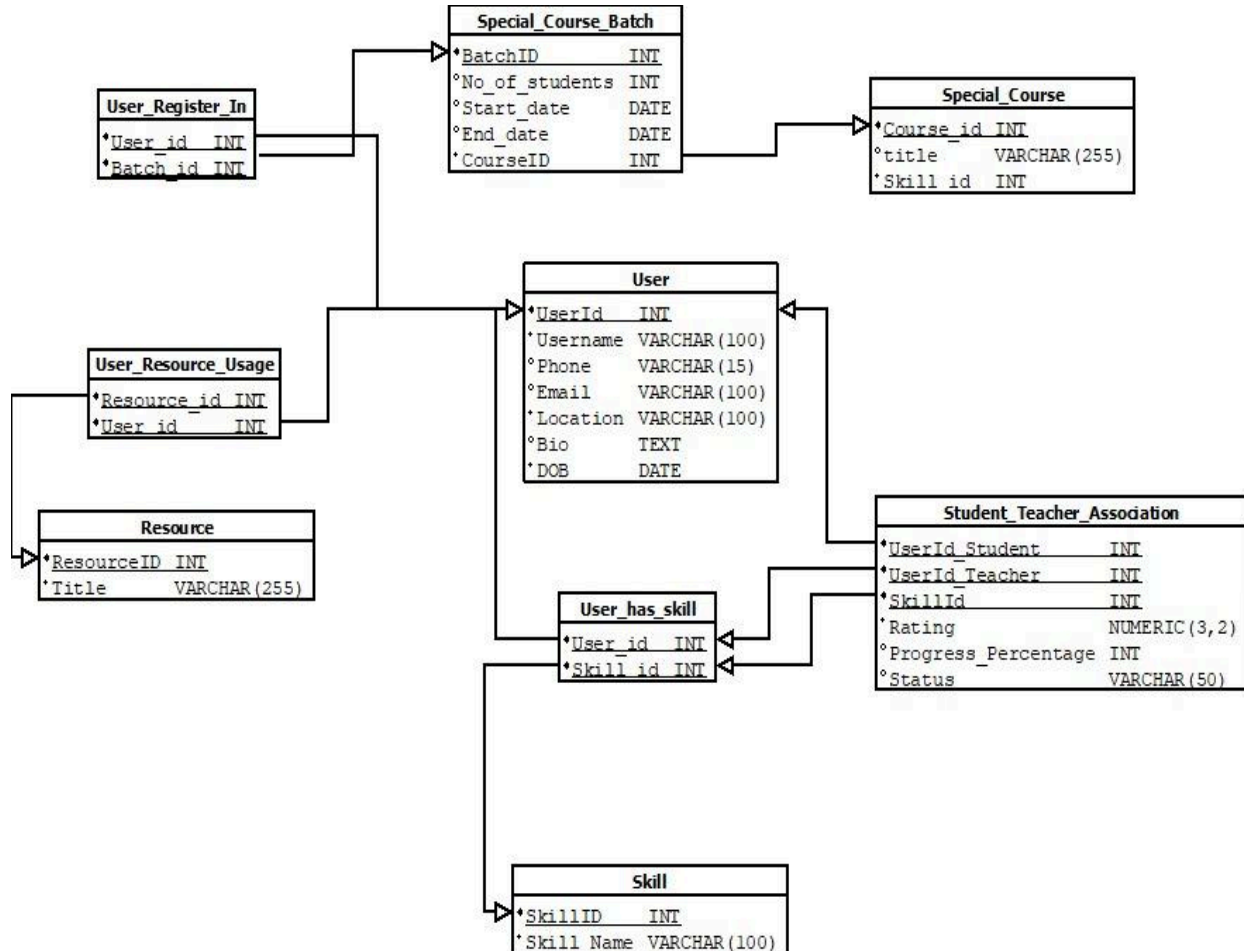 Special_Course_Batch
BatchID INT
No_of_students INT
Start_date DATE
End_date DATE
CourseID INT
User_Register_In
User_id INT
Batch_id INT
Special_Course
Course_id INT
title VARCHAR(255)
Skill_id INT
User
UserId INT
Username VARCHAR(100)
Phone VARCHAR(15)
Email VARCHAR(100)
Location VARCHAR(100)
Bio TEXT
DOB DATE
User_Resource_Usage
Resource_id INT
User_id INT
Resource
ResourceID INT
Title VARCHAR(255)
Student_Teacher_Association
UserId_Student INT
UserId_Teacher INT
SkillId INT
Rating NUMERIC(3,2)
Progress_Percentage INT
Status VARCHAR(50)
User_has_skill
User_id INT
Skill_id INT
Skill
SkillID INT
Skill_Name VARCHAR(100)